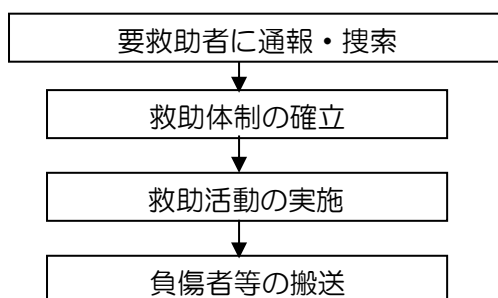 要救助者に通報・捜索
救助体制の確立
救助活動の実施
負傷者等の搬送